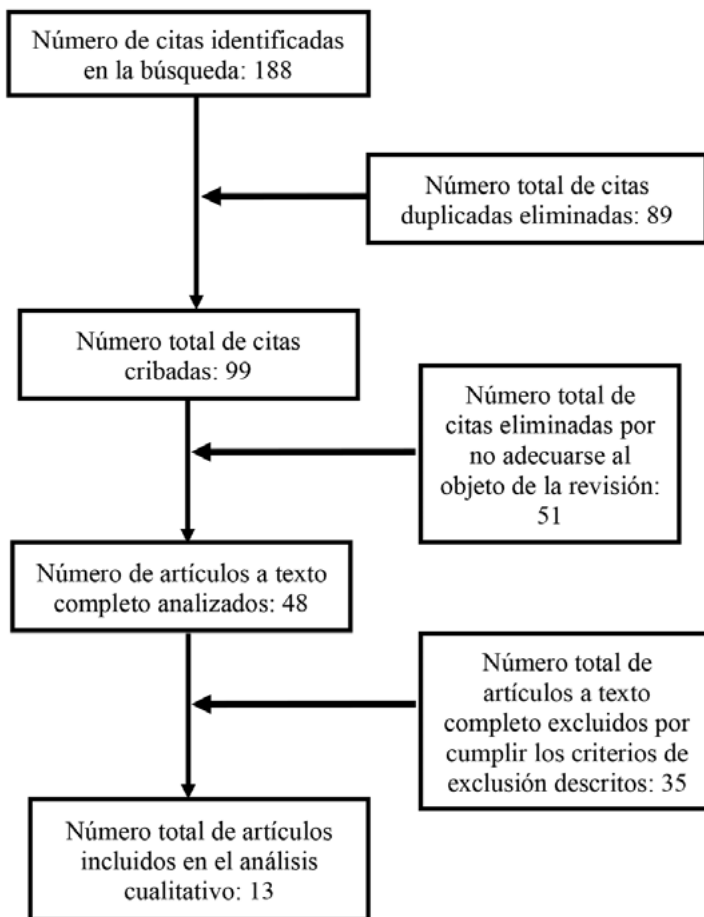 Número de citas identificadas
en la búsqueda: 188
Número total de citas
duplicadas eliminadas: 89
Número total de citas
cribadas: 99
Número total de
citas eliminadas por
no adecuarse al
objeto de la revisión:
51
Número de artículos a texto
completo analizados: 48
Número total de
artículos a texto
completo excluidos por
cumplir los criterios de
exclusión descritos: 35
Número total de artículos
incluidos en el análisis
cualitativo: 13